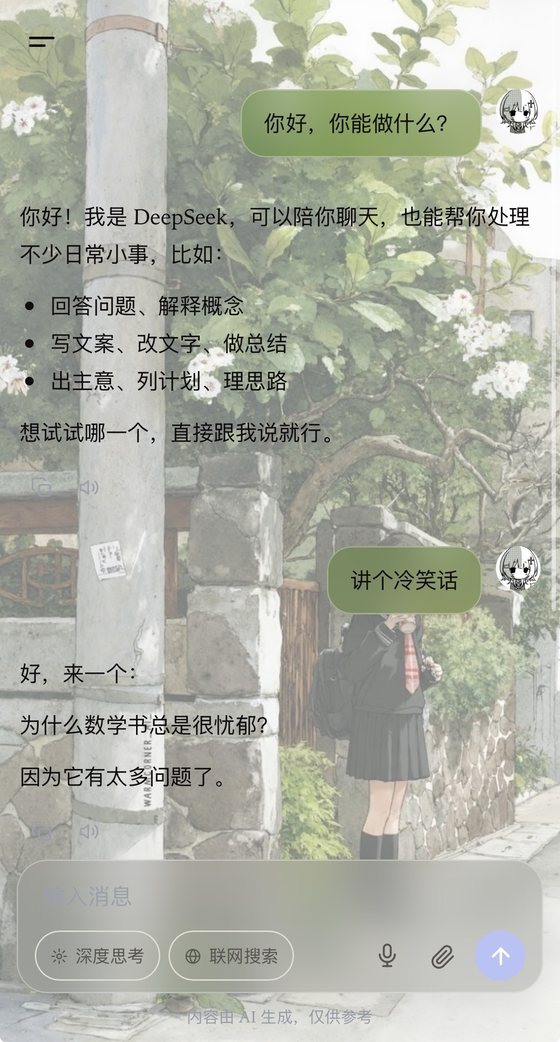 你好，你能做什么？
你好！我是 DeepSeek，可以陪你聊天，也能帮你处理
不少日常小事，比如：
• 回答问题、解释概念
• 写文案、改文字、做总结
• 出主意、列计划、理思路
想试试哪一个，直接跟我说就行。
讲个冷笑话
好，来一个：
为什么数学书总是很忧郁？
因为它有太多问题了。
输入消息
深度思考
联网搜索
内容由 AI 生成，仅供参考